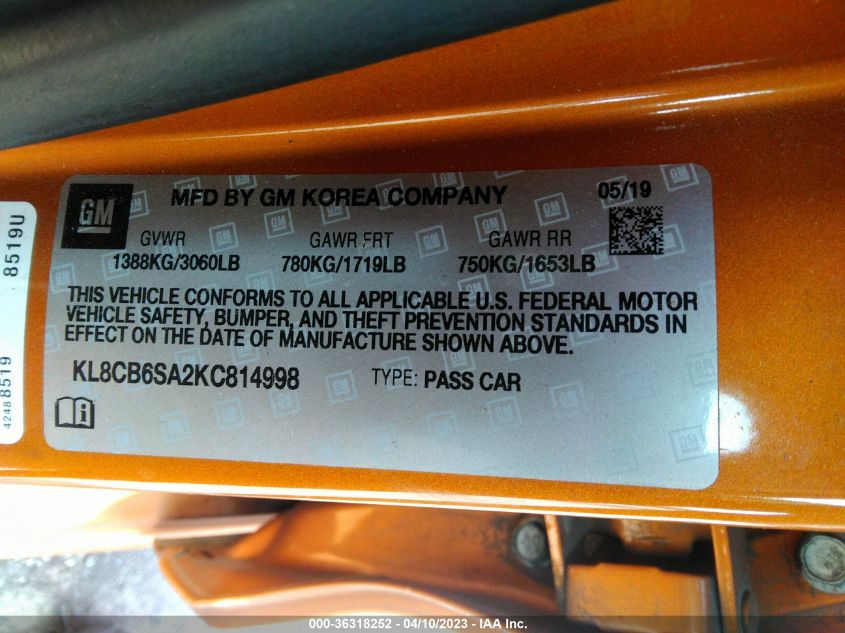 GM
MFD BY GM KOREA COMPANY
05/19
GVWR GAWR FRT GAWR RR
1388KG/3060LB 780KG/1719LB 750KG/1653LB
THIS VEHICLE CONFORMS TO ALL APPLICABLE U.S. FEDERAL MOTOR
VEHICLE SAFETY, BUMPER, AND THEFT PREVENTION STANDARDS IN
EFFECT ON THE DATE OF MANUFACTURE SHOWN ABOVE.
KL8CB6SA2KC814998 TYPE: PASS CAR
8519U
42488519
000-36318252 - 04/10/2023 - IAA Inc.